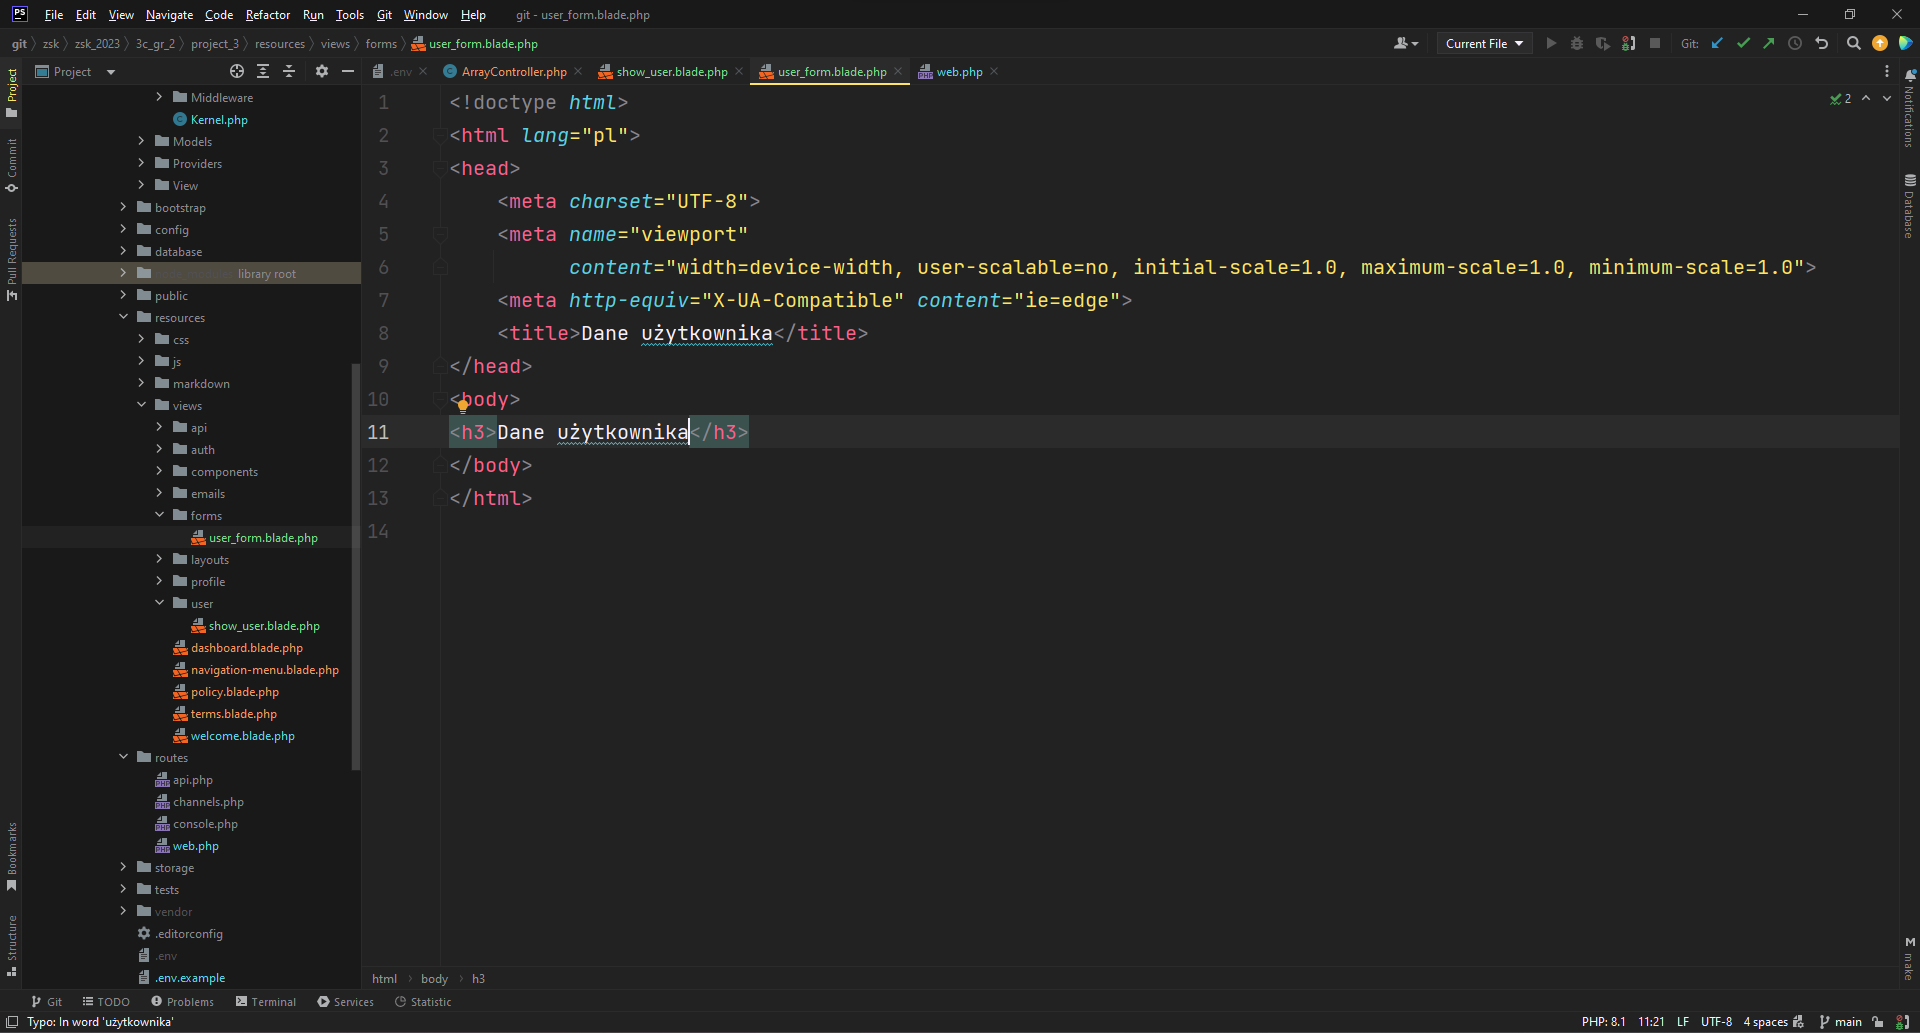 PS File Edit View Navigate Code Refactor Run Tools Git Window Help git - user_form.blade.php
git zsk zsk_2023 3c_gr_2 project_3 resources views forms user_form.blade.php Current File Git:
Project .env ArrayController.php show_user.blade.php user_form.blade.php web.php
Project
Commit
Pull Requests
Bookmarks
Structure
Middleware
Kernel.php
Models
Providers
View
bootstrap
config
database
library root
public
resources
css
js
markdown
views
api
auth
components
emails
forms
user_form.blade.php
layouts
profile
user
show_user.blade.php
dashboard.blade.php
navigation-menu.blade.php
policy.blade.php
terms.blade.php
welcome.blade.php
routes
api.php
channels.php
console.php
web.php
storage
tests
vendor
.editorconfig
.env
.env.example
1 <!doctype html>
2 <html lang="pl">
3 <head>
4 <meta charset="UTF-8">
5 <meta name="viewport"
6 content="width=device-width, user-scalable=no, initial-scale=1.0, maximum-scale=1.0, minimum-scale=1.0">
7 <meta http-equiv="X-UA-Compatible" content="ie=edge">
8 <title>Dane użytkownika</title>
9 </head>
10 <body>
11 <h3>Dane użytkownika</h3>
12 </body>
13 </html>
14
2
Notifications
Database
M make
html body h3
Git TODO Problems Terminal Services Statistic
Typo: In word 'użytkownika' PHP: 8.1 11:21 LF UTF-8 4 spaces main